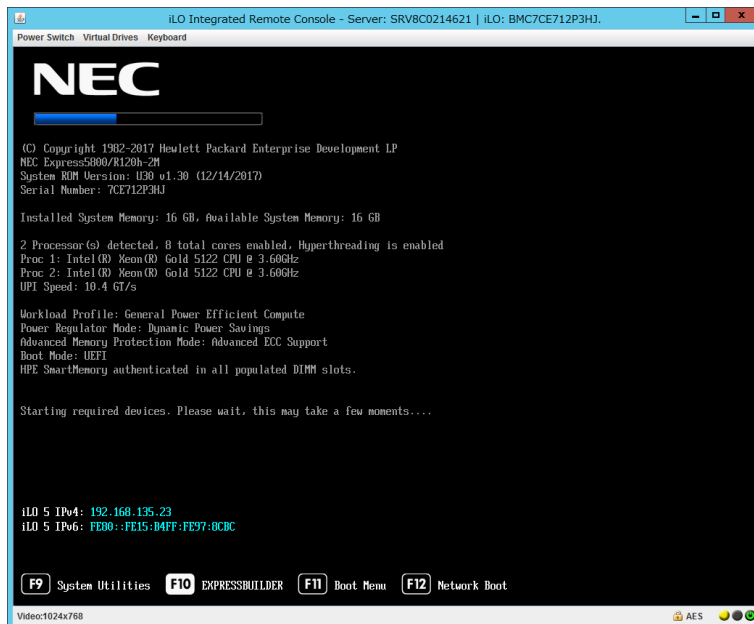 iLO Integrated Remote Console - Server: SRV8C0214621 | iLO: BMC7CE712P3HJ.
Power Switch Virtual Drives Keyboard
NEC
(C) Copyright 1982-2017 Hewlett Packard Enterprise Development LP
NEC Express5800/R120h-2M
System ROM Version: U30 v1.30 (12/14/2017)
Serial Number: 7CE712P3HJ
Installed System Memory: 16 GB, Available System Memory: 16 GB
2 Processor(s) detected, 8 total cores enabled, Hyperthreading is enabled
Proc 1: Intel(R) Xeon(R) Gold 5122 CPU @ 3.60GHz
Proc 2: Intel(R) Xeon(R) Gold 5122 CPU @ 3.60GHz
UPI Speed: 10.4 GT/s
Workload Profile: General Power Efficient Compute
Power Regulator Mode: Dynamic Power Savings
Advanced Memory Protection Mode: Advanced ECC Support
Boot Mode: UEFI
HPE SmartMemory authenticated in all populated DIMM slots.
Starting required devices. Please wait, this may take a few moments....
iLO 5 IPv4: 192.168.135.23
iLO 5 IPv6: FE80::FE15:B4FF:FE97:8CBC
F9 System Utilities F10 EXPRESSBUILDER F11 Boot Menu F12 Network Boot
Video:1024x768 AES